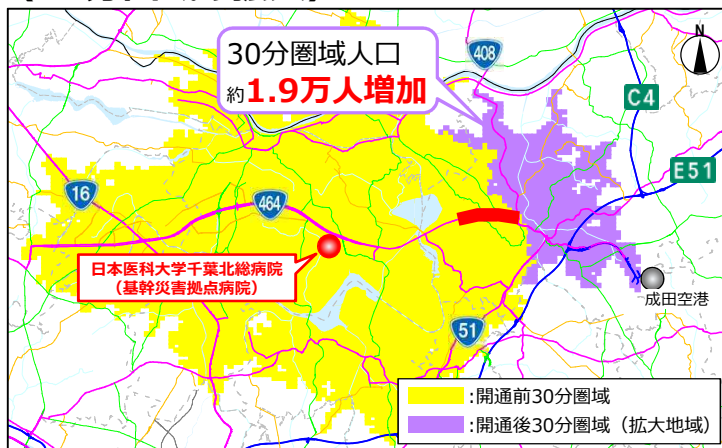 30分圏域人口
約1.9万人増加
408
N
C4
E51
16
464
日本医科大学千葉北総病院
(基幹災害拠点病院)
成田空港
51
:開通前30分圏域
:開通後30分圏域(拡大地域)